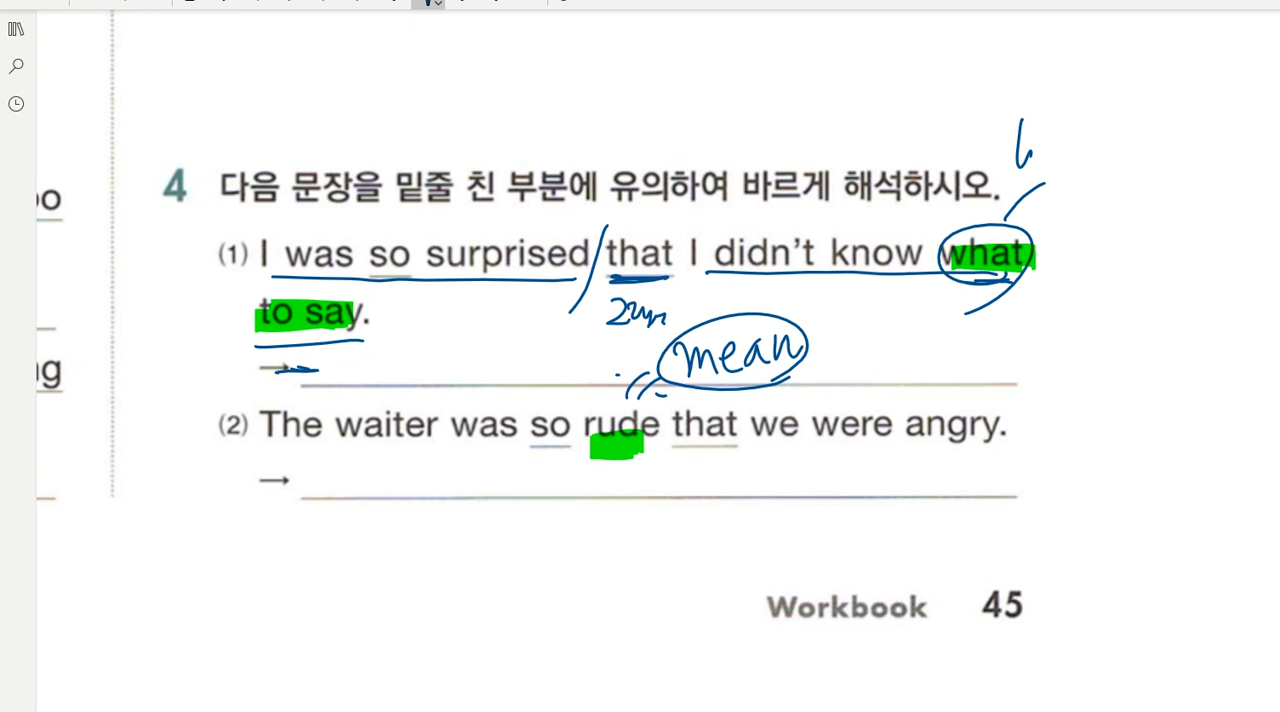 4 다음 문장을 밑줄 친 부분에 유의하여 바르게 해석하시오.
(1) I was so surprised that I didn't know what
to say.
→
mean
(2) The waiter was so rude that we were angry.
→
Workbook 45